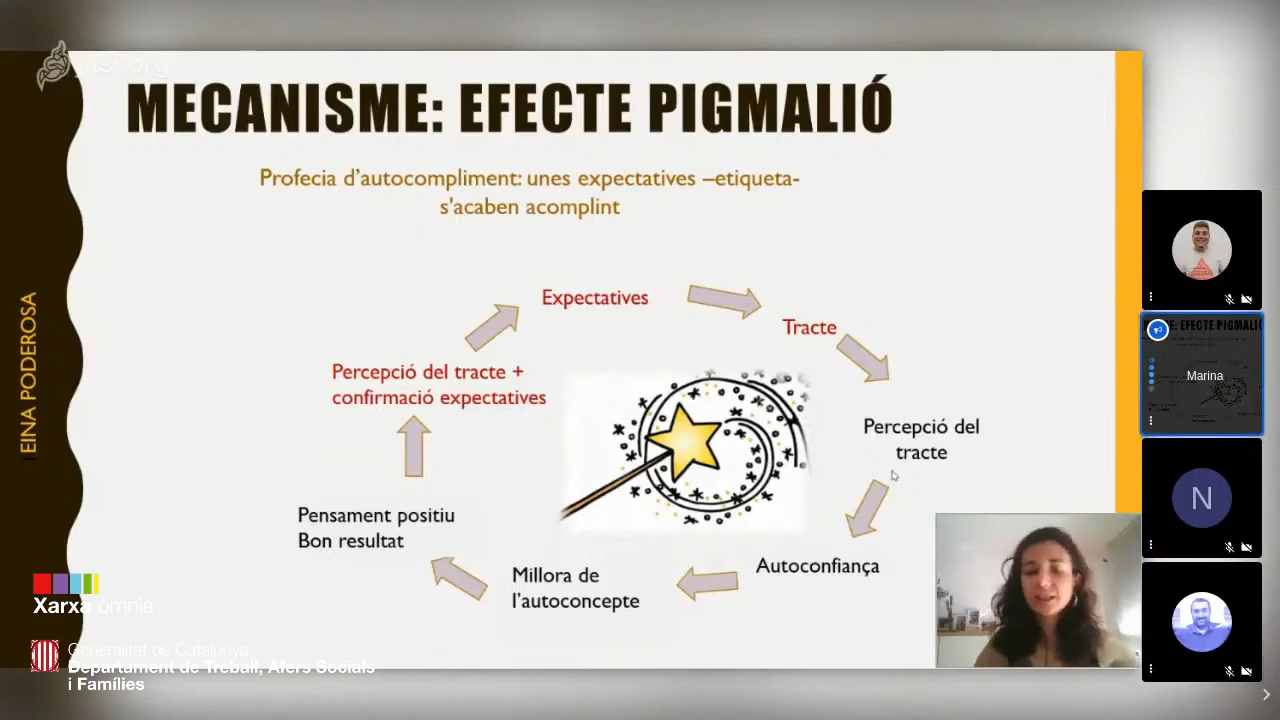 MECANISME: EFECTE PIGMALIÓ
Profecia d’autocompliment: unes expectatives –etiqueta-
s'acaben acomplint
Expectatives
Tracte
Percepció del
tracte
Autoconfiança
Millora de
l’autoconcepte
Pensament positiu
Bon resultat
Percepció del tracte +
confirmació expectatives
EINA PODEROSA
Xarxa omnia
Generalitat de Catalunya
Departament de Treball, Afers Socials
i Famílies
Marina
N